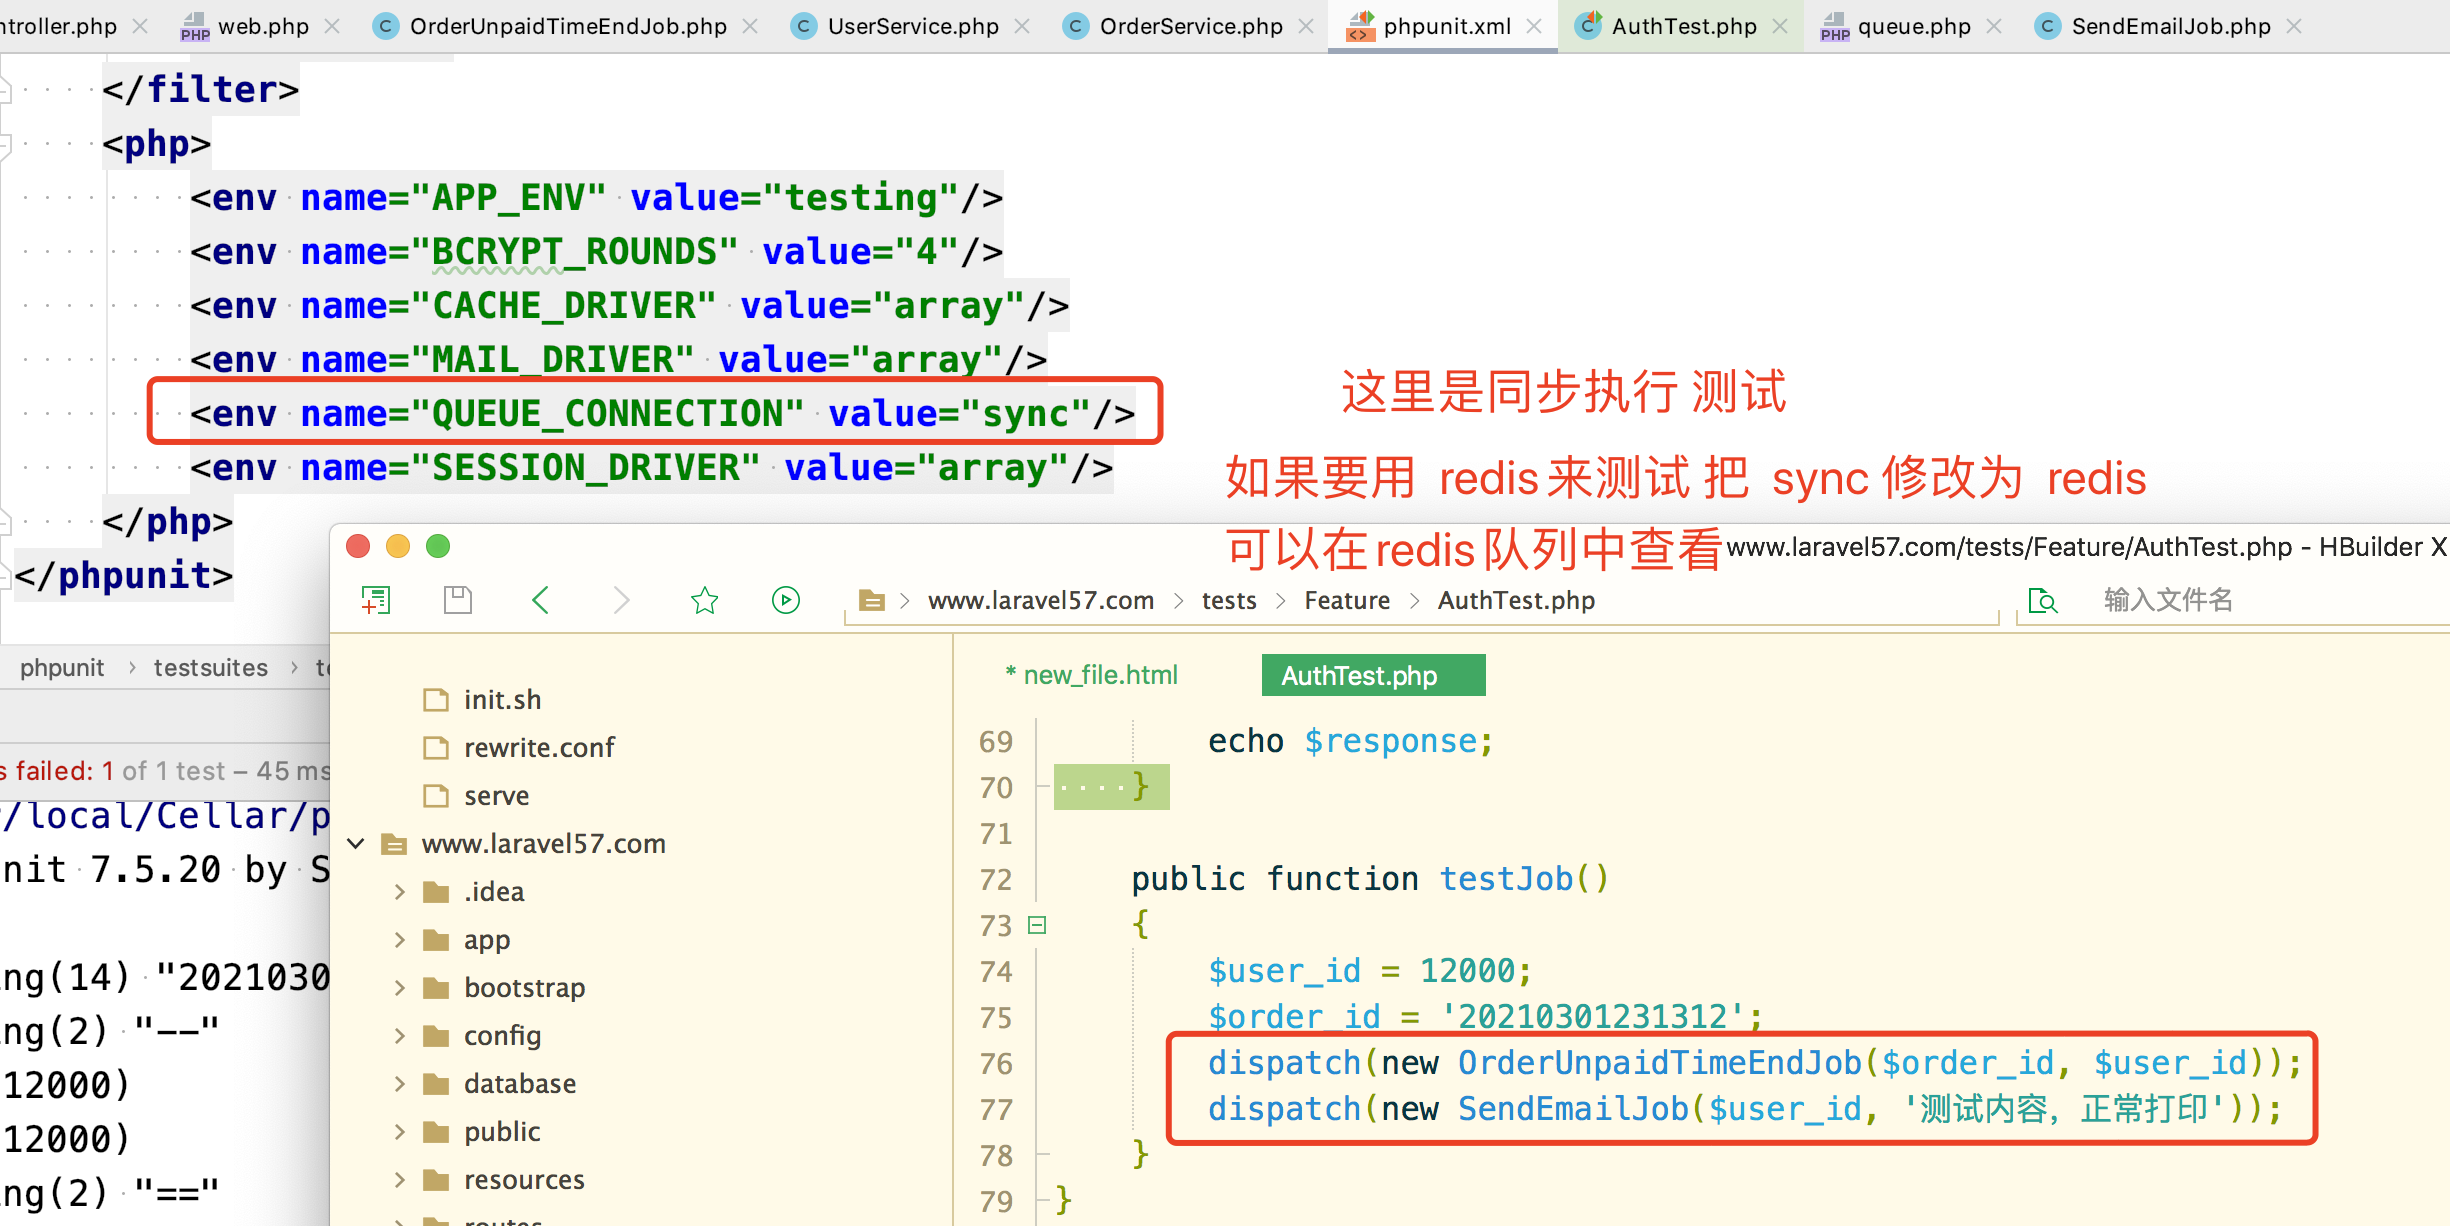 ntroller.php web.php OrderUnpaidTimeEndJob.php UserService.php OrderService.php phpunit.xml AuthTest.php queue.php SendEmailJob.php
</filter>
<php>
<env name="APP_ENV" value="testing"/>
<env name="BCRYPT_ROUNDS" value="4"/>
<env name="CACHE_DRIVER" value="array"/>
<env name="MAIL_DRIVER" value="array"/>
<env name="QUEUE_CONNECTION" value="sync"/>
<env name="SESSION_DRIVER" value="array"/>
</php>
</phpunit>
这里是同步执行 测试
如果要用 redis来测试 把 sync 修改为 redis
可以在redis队列中查看
phpunit > testsuites >
s failed: 1 of 1 test – 45 ms
/local/Cellar/p
nit 7.5.20 by S
ng(14) "2021030
ng(2) "--"
12000)
12000)
ng(2) "=="
www.laravel57.com/tests/Feature/AuthTest.php - HBuilder X
www.laravel57.com > tests > Feature > AuthTest.php
输入文件名
init.sh
rewrite.conf
serve
www.laravel57.com
.idea
app
bootstrap
config
database
public
resources
routes
* new_file.html AuthTest.php
69 echo $response;
70 }
71
72 public function testJob()
73 {
74 $user_id = 12000;
75 $order_id = '20210301231312';
76 dispatch(new OrderUnpaidTimeEndJob($order_id, $user_id));
77 dispatch(new SendEmailJob($user_id, '测试内容，正常打印'));
78 }
79 }